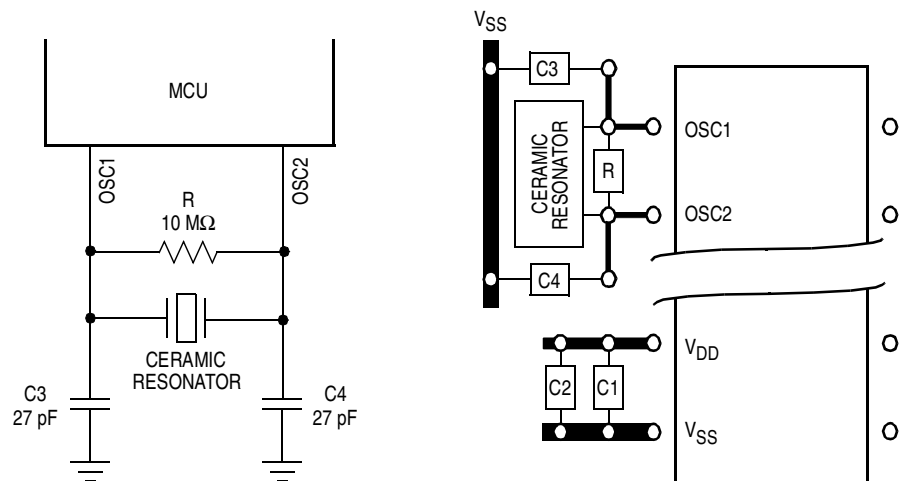 MCU
OSC1
OSC2
R
10 MΩ
CERAMIC
RESONATOR
C3
27 pF
C4
27 pF
VSS
C3
CERAMIC
RESONATOR
R
C4
OSC1
OSC2
C2
C1
VDD
VSS